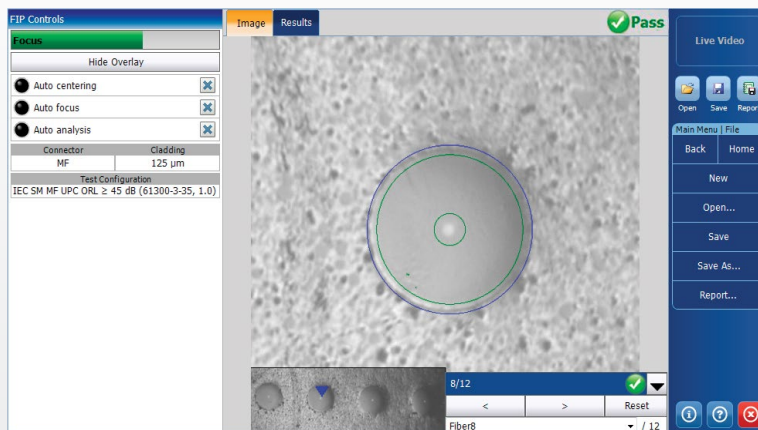 FIP Controls
Focus
Hide Overlay
Auto centering
Auto focus
Auto analysis
Connector Cladding
MF 125 µm
Test Configuration
IEC SM MF UPC ORL ≥ 45 dB (61300-3-35, 1.0)
Image Results
Pass
8/12
< > Reset
Fiber8 / 12
Live Video
Open Save Report
Main Menu | File
Back Home
New
Open...
Save
Save As...
Report...